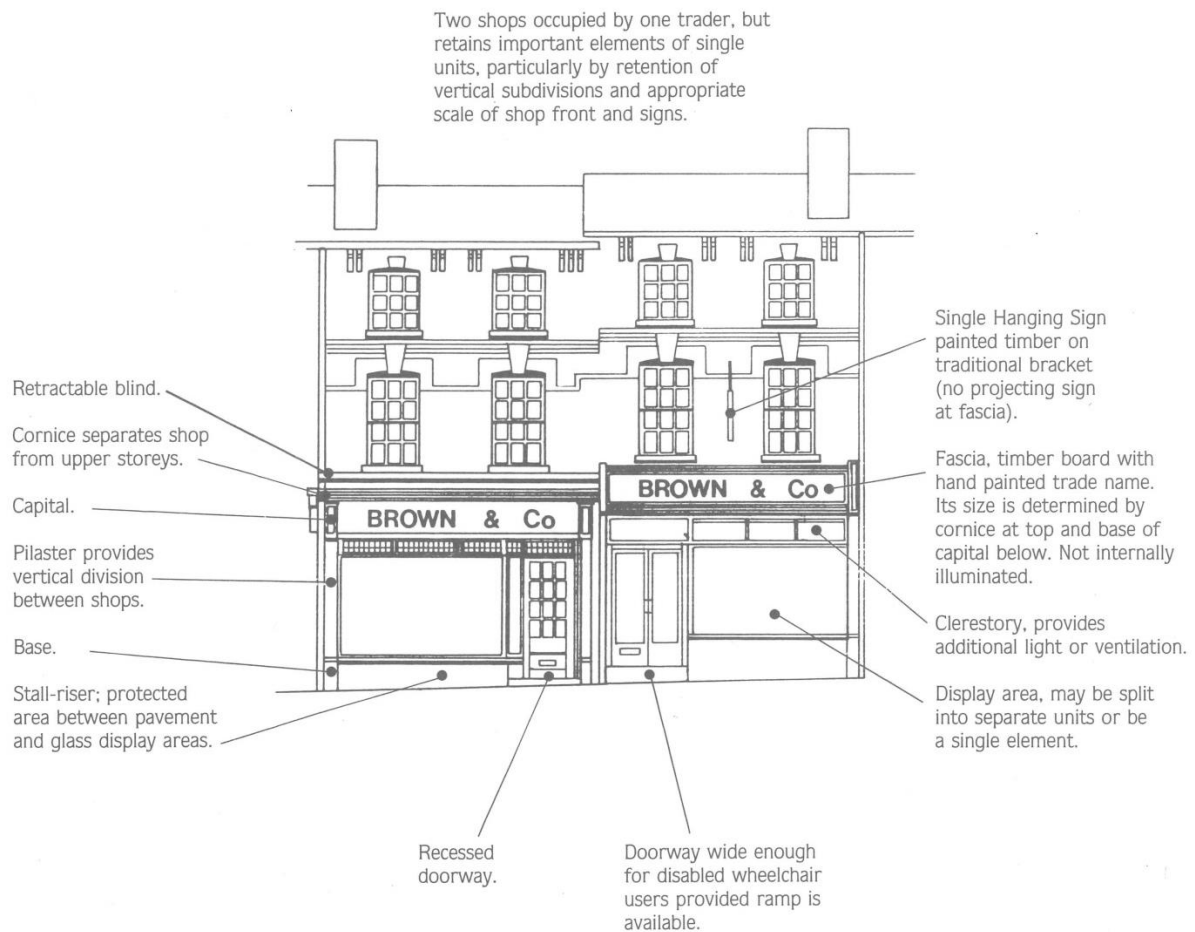 Two shops occupied by one trader, but
retains important elements of single
units, particularly by retention of
vertical subdivisions and appropriate
scale of shop front and signs.
Retractable blind.
Cornice separates shop
from upper storeys.
Capital.
Pilaster provides
vertical division
between shops.
Base.
Stall-riser; protected
area between pavement
and glass display areas.
BROWN & Co
BROWN & Co
Single Hanging Sign
painted timber on
traditional bracket
(no projecting sign
at fascia).
Fascia, timber board with
hand painted trade name.
Its size is determined by
cornice at top and base of
capital below. Not internally
illuminated.
Clerestory, provides
additional light or ventilation.
Display area, may be split
into separate units or be
a single element.
Recessed
doorway.
Doorway wide enough
for disabled wheelchair
users provided ramp is
available.